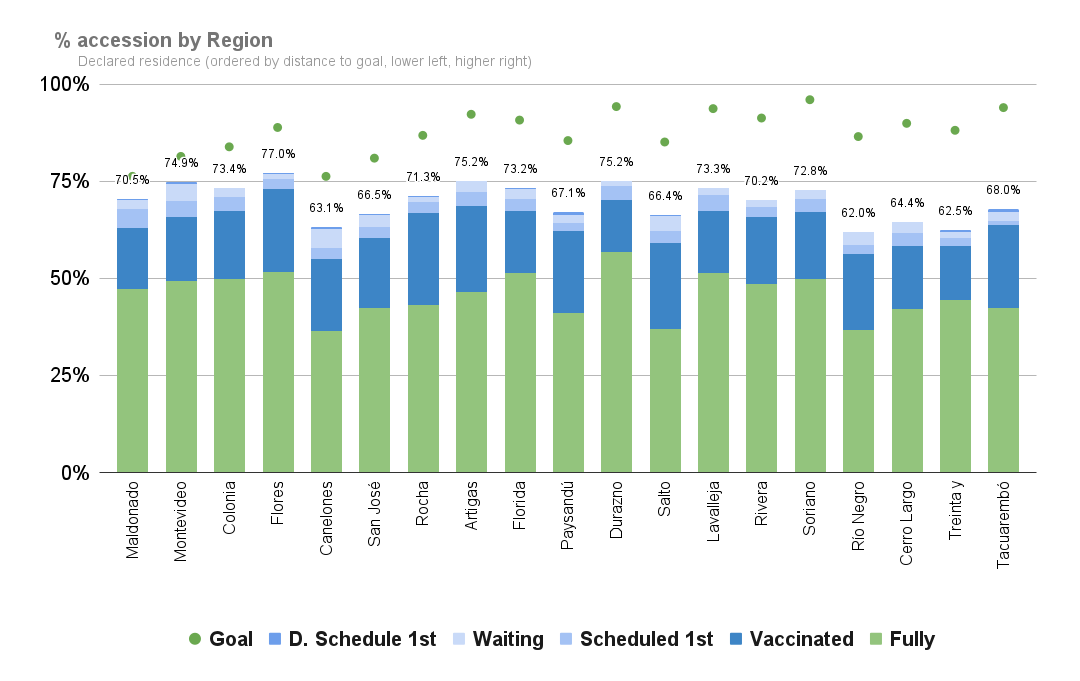 % accession by Region
Declared residence (ordered by distance to goal, lower left, higher right)
100%
75%
50%
25%
0%
70.5%
74.9%
73.4%
77.0%
63.1%
66.5%
71.3%
75.2%
73.2%
67.1%
75.2%
66.4%
73.3%
70.2%
72.8%
62.0%
64.4%
62.5%
68.0%
Maldonado
Montevideo
Colonia
Flores
Canelones
San José
Rocha
Artigas
Florida
Paysandú
Durazno
Salto
Lavalleja
Rivera
Soriano
Río Negro
Cerro Largo
Treinta y
Tacuarembó
Goal D. Schedule 1st Waiting Scheduled 1st Vaccinated Fully